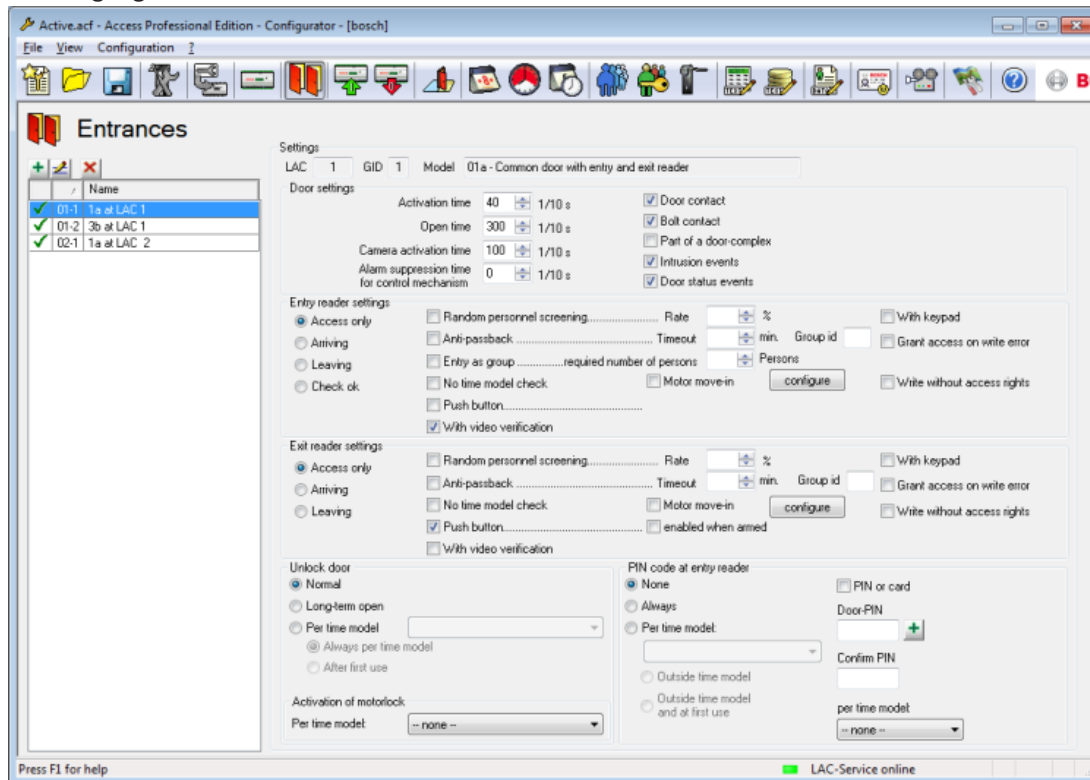 Active.acf - Access Professional Edition - Configurator - [bosch]
File View Configuration ?
Entrances
/ Name
01-1 1a at LAC 1
01-2 3b at LAC 1
02-1 1a at LAC 2
Settings
LAC 1 GID 1 Model 01a - Common door with entry and exit reader
Door settings
Activation time 40 1/10 s Door contact
Open time 300 1/10 s Bolt contact
Camera activation time 100 1/10 s Part of a door-complex
Alarm suppression time for control mechanism 0 1/10 s Intrusion events
Door status events
Entry reader settings
Access only Random personnel screening........................ Rate % With keypad
Arriving Anti-passback .......................................... Timeout min. Group id Grant access on write error
Leaving Entry as group ...............required number of persons Persons
Check ok No time model check Motor move-in configure Write without access rights
Push button..............................................
With video verification
Exit reader settings
Access only Random personnel screening........................ Rate % With keypad
Arriving Anti-passback .......................................... Timeout min. Group id Grant access on write error
Leaving No time model check Motor move-in configure Write without access rights
Push button.............................................. enabled when armed
With video verification
Unlock door
Normal
Long-term open
Per time model
Always per time model
After first use
Activation of motorlock
Per time model: -- none --
PIN code at entry reader
None PIN or card
Always Door-PIN
Per time model:
Confirm PIN
Outside time model
Outside time model and at first use
per time model:
-- none --
Press F1 for help LAC-Service online